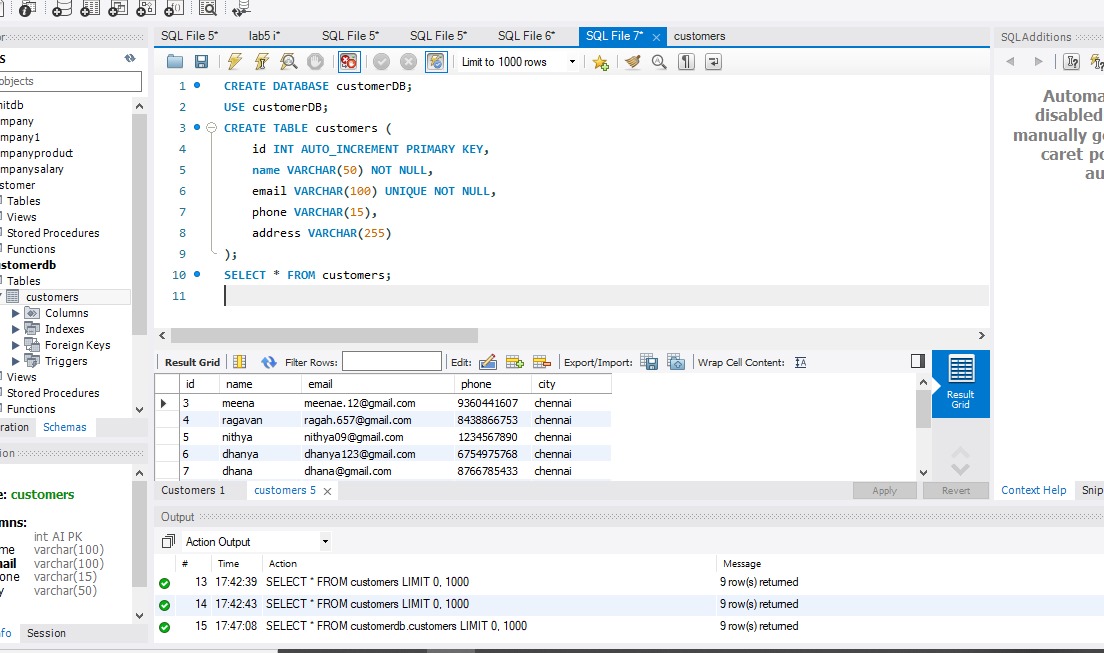 SQL File 5* lab5 i* SQL File 5* SQL File 5* SQL File 6* SQL File 7* customers
SQLAdditions
Limit to 1000 rows
objects
1 CREATE DATABASE customerDB;
2 USE customerDB;
3 CREATE TABLE customers (
4 id INT AUTO_INCREMENT PRIMARY KEY,
5 name VARCHAR(50) NOT NULL,
6 email VARCHAR(100) UNIQUE NOT NULL,
7 phone VARCHAR(15),
8 address VARCHAR(255)
9 );
10 SELECT * FROM customers;
11
itdb
mpany
mpany1
mpanyproduct
mpanysalary
stomer
Tables
Views
Stored Procedures
Functions
stomerdb
Tables
customers
Columns
Indexes
Foreign Keys
Triggers
Views
Stored Procedures
Functions
ration Schemas
Automa
disabled
manually g
caret po
au
Result Grid Filter Rows: Edit: Export/Import: Wrap Cell Content:
id name email phone city
3 meena meenae.12@gmail.com 9360441607 chennai
4 ragavan ragah.657@gmail.com 8438866753 chennai
5 nithya nithya09@gmail.com 1234567890 chennai
6 dhanya dhanya123@gmail.com 6754975768 chennai
7 dhana dhana@gmail.com 8766785433 chennai
Result
Grid
Customers 1 customers 5 Apply Revert
Context Help Snip
ion
e: customers
mns:
int AI PK
me varchar(100)
ail varchar(100)
one varchar(15)
y varchar(50)
nfo Session
Output
Action Output
# Time Action Message
13 17:42:39 SELECT * FROM customers LIMIT 0, 1000 9 row(s) returned
14 17:42:43 SELECT * FROM customers LIMIT 0, 1000 9 row(s) returned
15 17:47:08 SELECT * FROM customerdb.customers LIMIT 0, 1000 9 row(s) returned